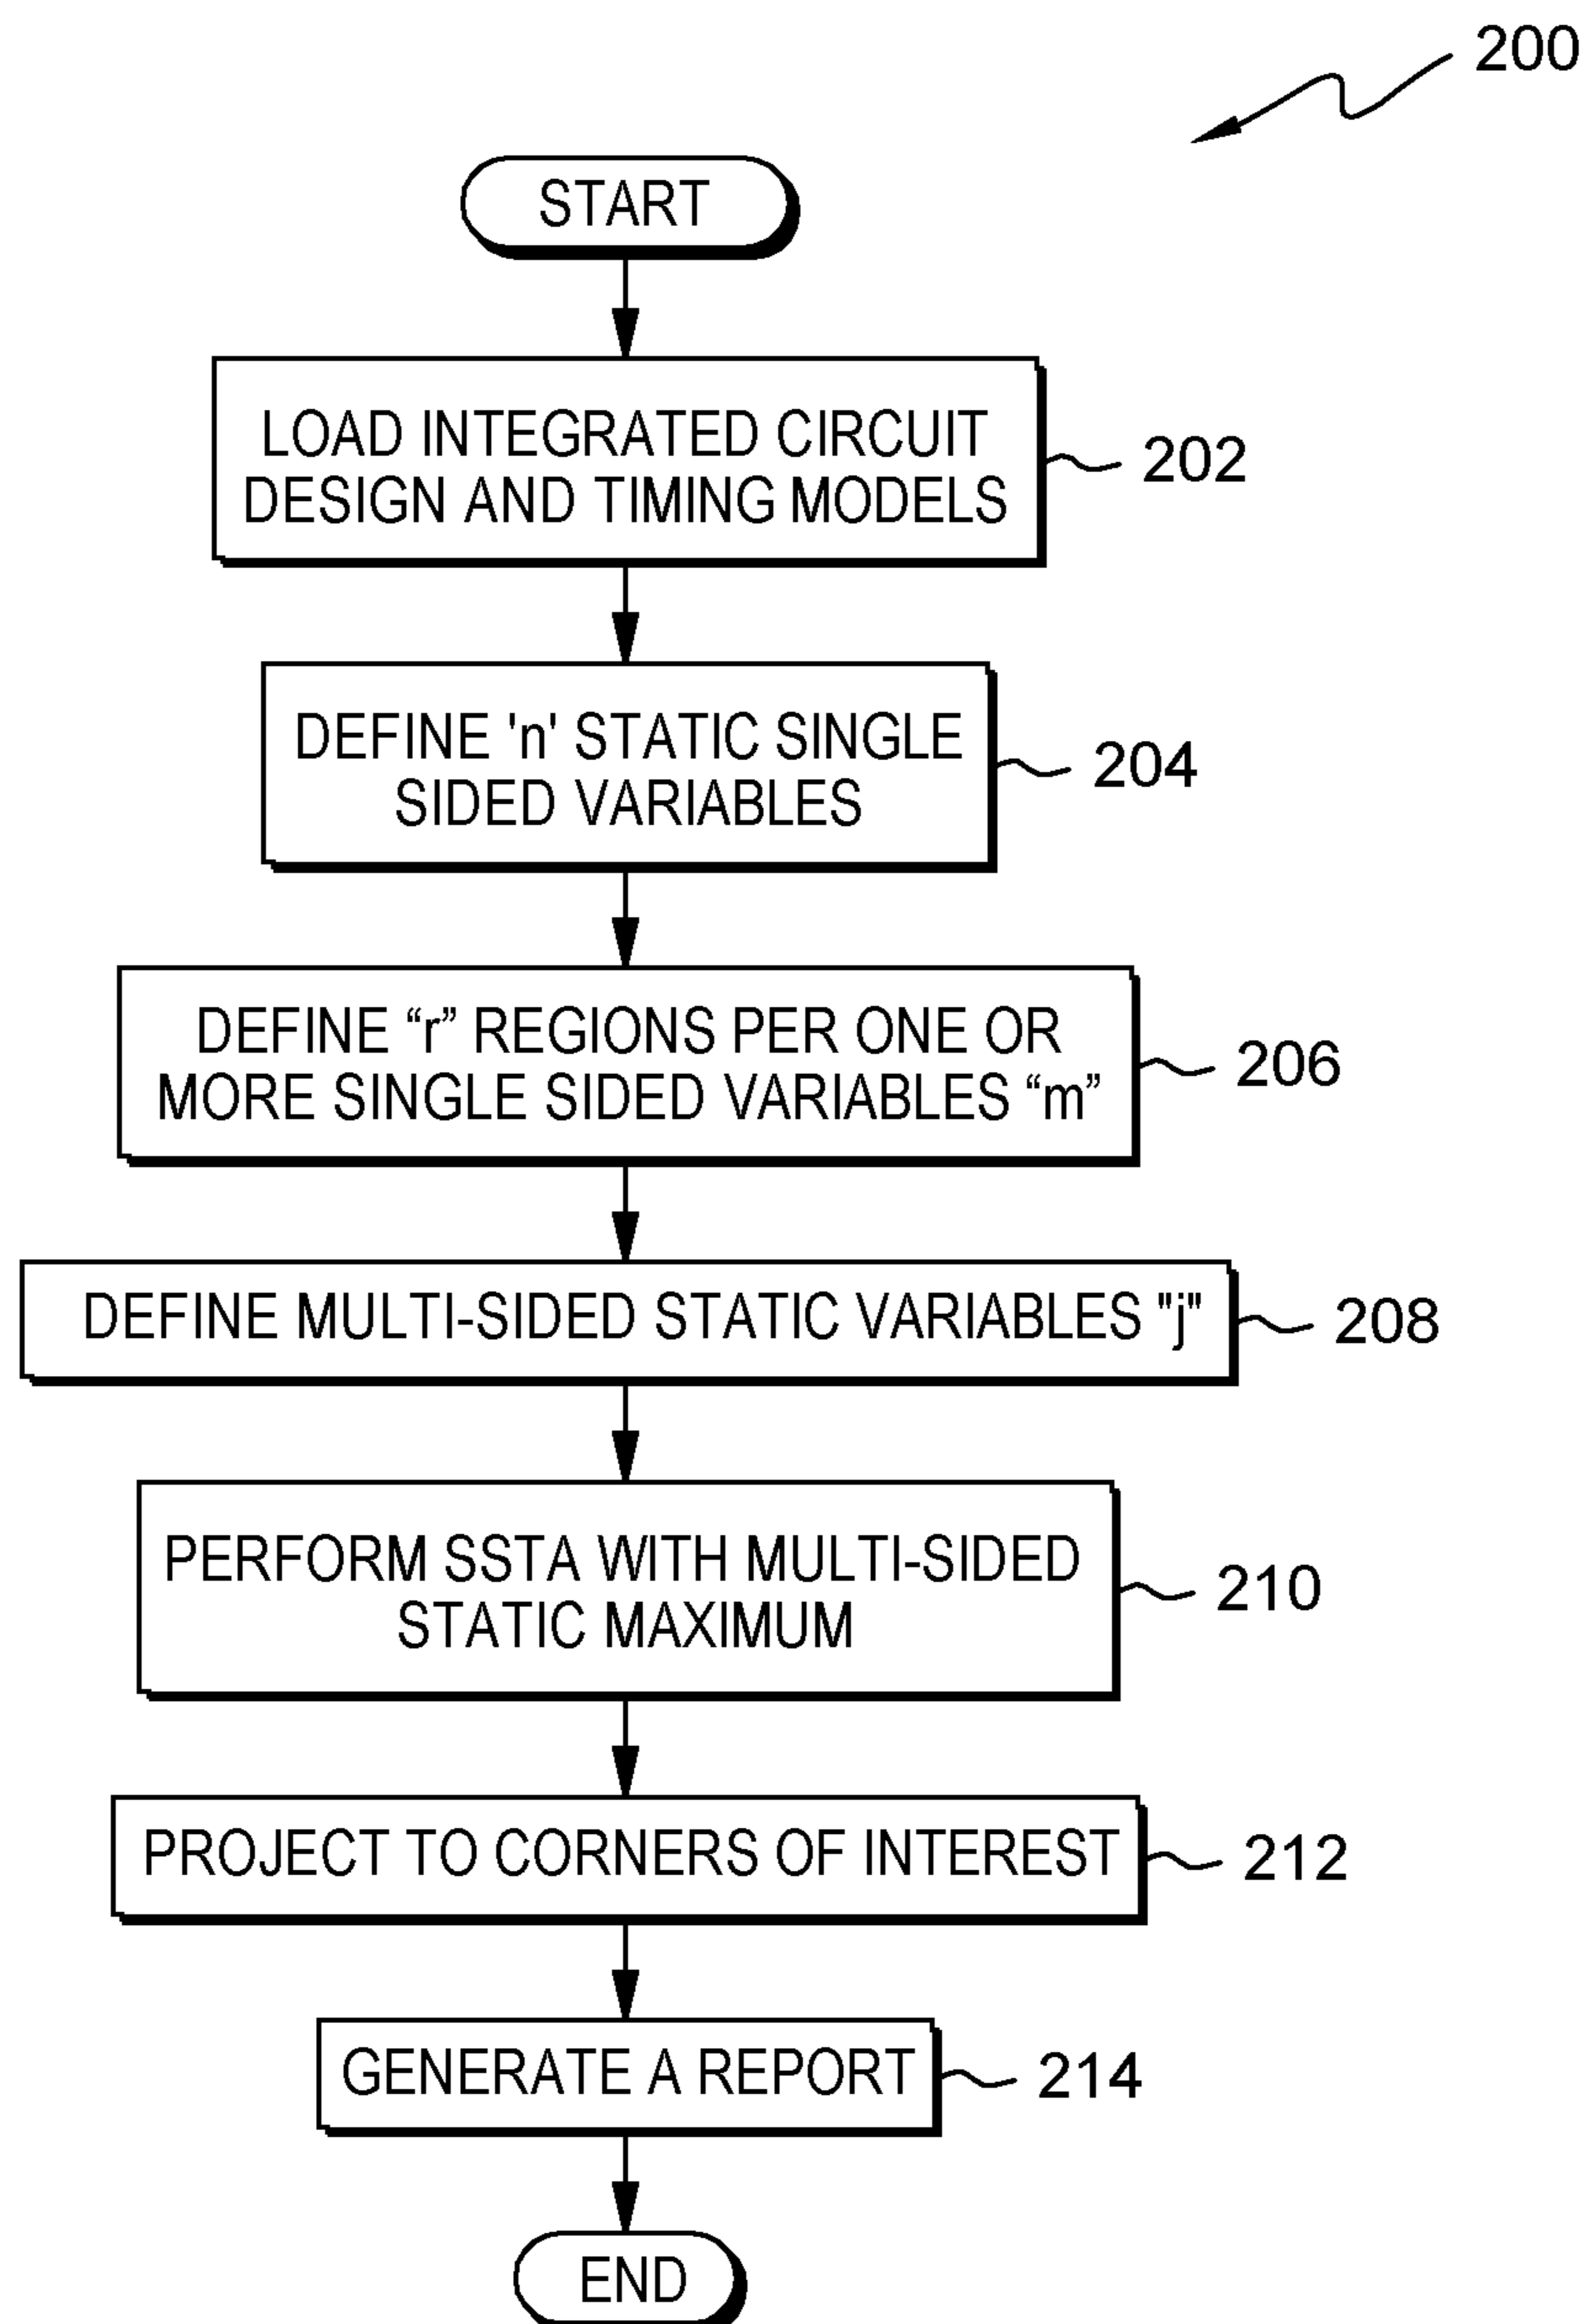 200
START
LOAD INTEGRATED CIRCUIT
DESIGN AND TIMING MODELS
202
DEFINE 'n' STATIC SINGLE
SIDED VARIABLES
204
DEFINE “r” REGIONS PER ONE OR
MORE SINGLE SIDED VARIABLES “m”
206
DEFINE MULTI-SIDED STATIC VARIABLES "j"
208
PERFORM SSTA WITH MULTI-SIDED
STATIC MAXIMUM
210
PROJECT TO CORNERS OF INTEREST
212
GENERATE A REPORT
214
END